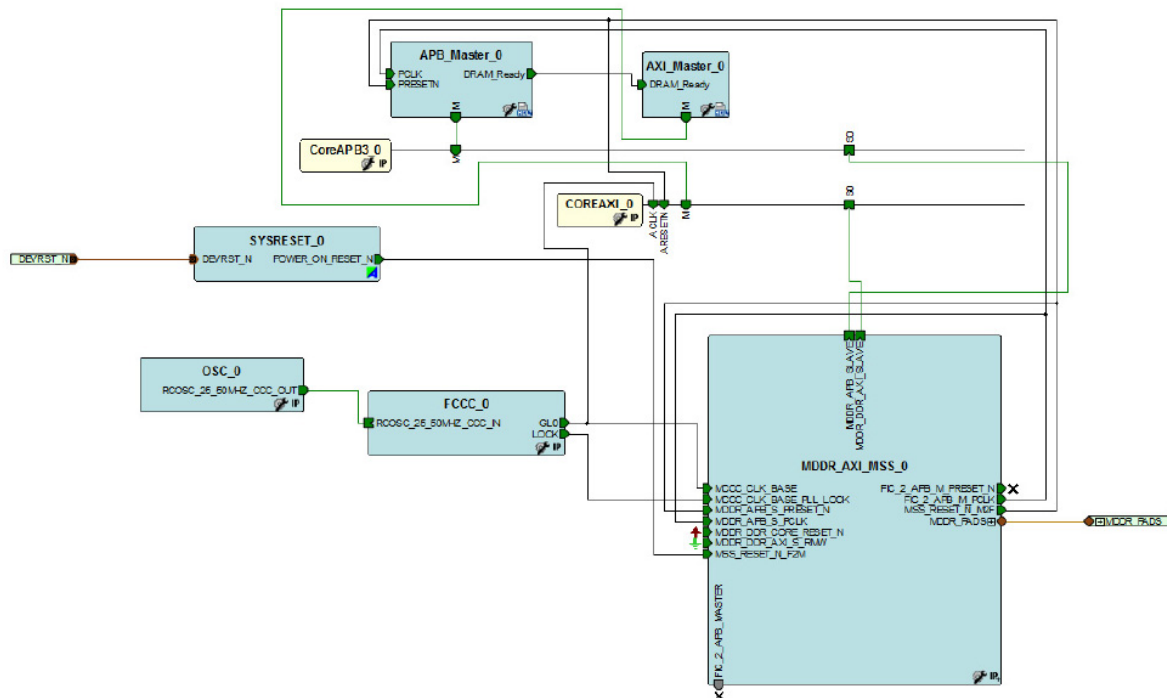 APB_Master_0
PCLK
DRAM_Ready
PRESETN
M
AXI_Master_0
DRAM_Ready
M
CoreAPB3_0
IP
M
S0
COREAXI_0
IP
ACLK
ARESETN
M
S0
SYSRESET_0
DEVRST_N
DEVRST_N
POWER_ON_RESET_N
OSC_0
RCOSC_25_50MHZ_CCC_OUT
IP
FCCC_0
RCOSC_25_50MHZ_CCC_IN
GL0
LOCK
IP
MDDR_APB_SLAVE
MDDR_DDR_AXI_SLAVE
MDDR_AXI_MSS_0
MCCC_CLK_BASE
FIC_2_APB_M_PRESET_N
MCCC_CLK_BASE_PLL_LOCK
FIC_2_APB_M_PCLK
MDDR_APB_S_PRESET_N
MSS_RESET_N_M2F
MDDR_APB_S_PCLK
MDDR_PADS
MDDR_PADS
MDDR_DDR_CORE_RESET_N
MDDR_DDR_AXI_S_RMW
MSS_RESET_N_F2M
FIC_2_APB_MASTER
IP